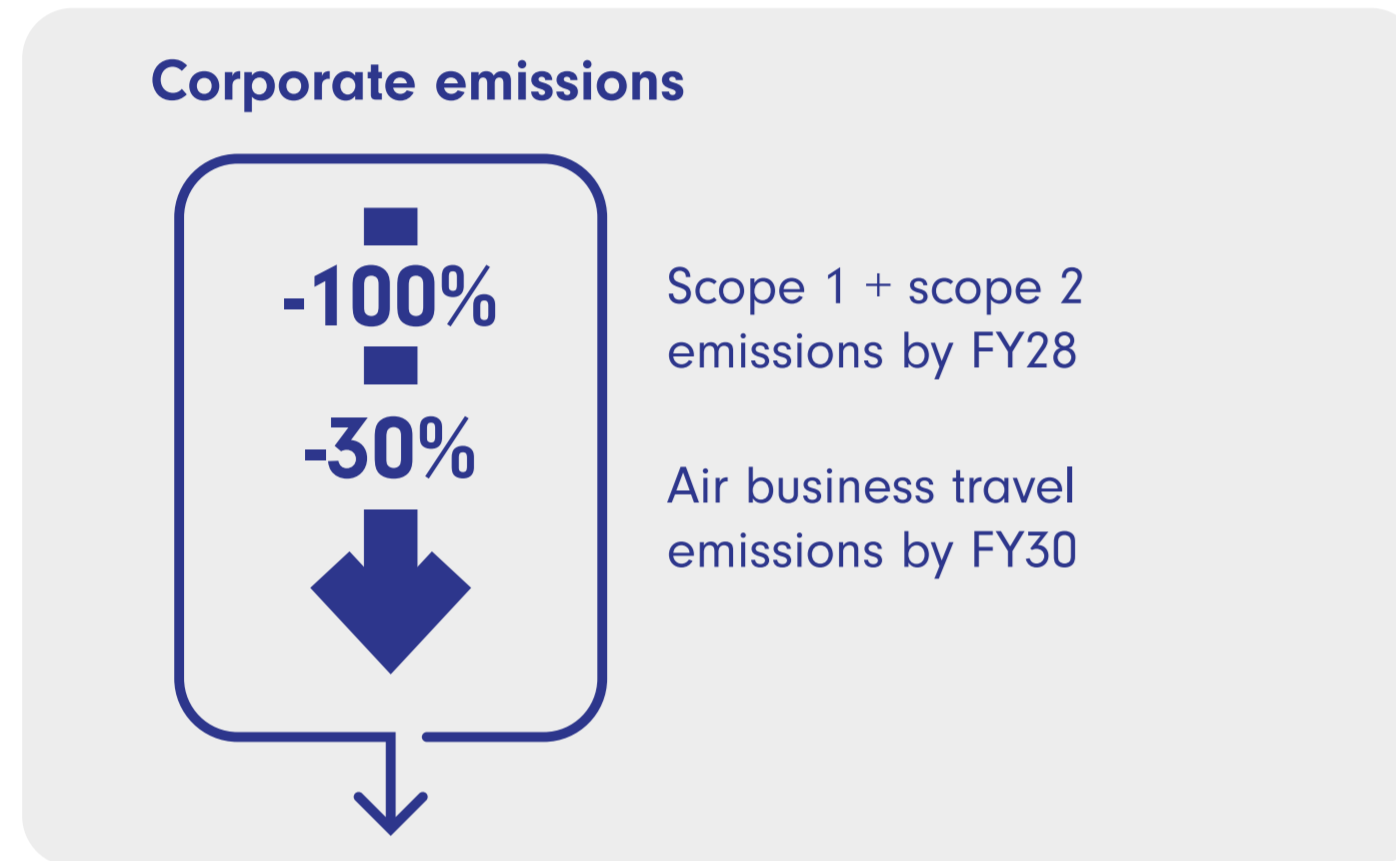 Corporate emissions
-100%
Scope 1 + scope 2
emissions by FY28
-30%
Air business travel
emissions by FY30